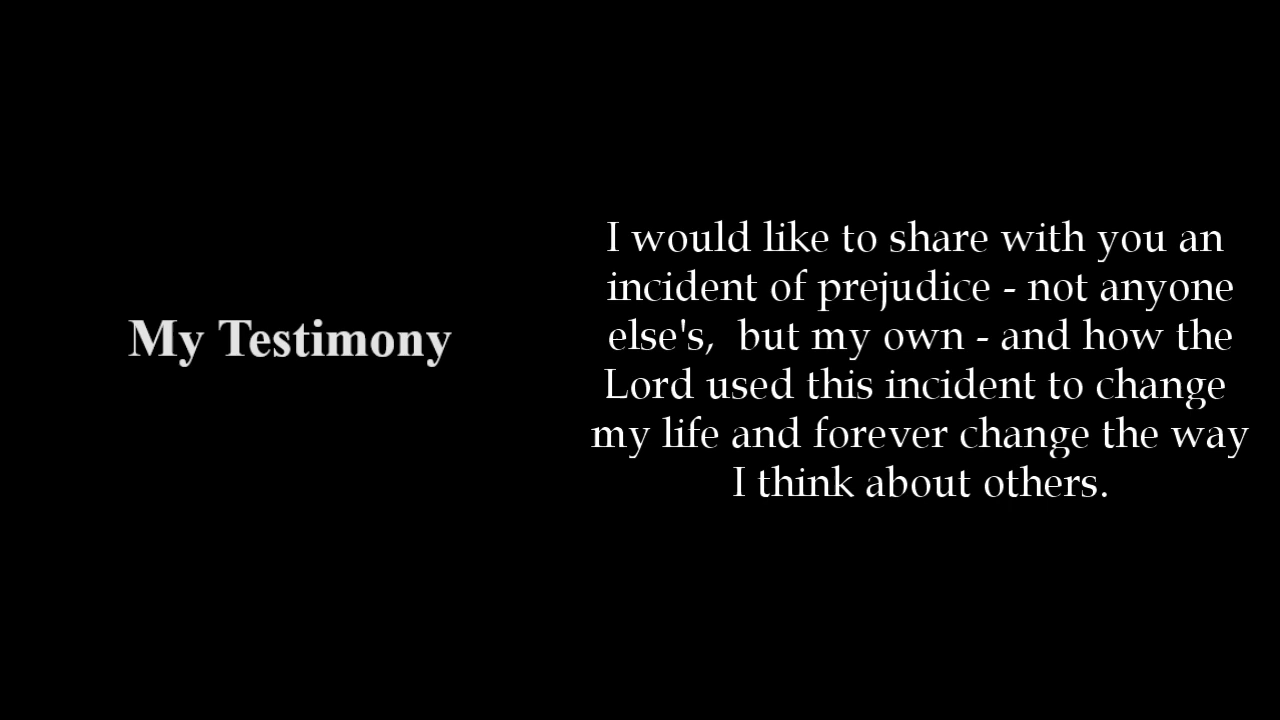 My Testimony
I would like to share with you an
incident of prejudice - not anyone
else's,  but my own - and how the
Lord used this incident to change
my life and forever change the way
I think about others.